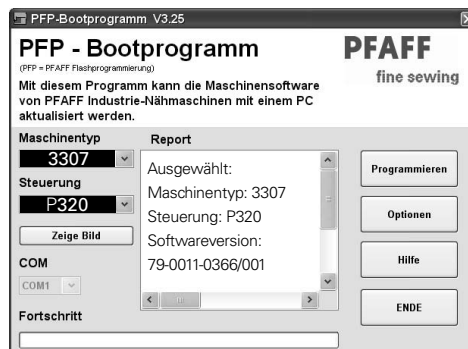 PFP-Bootprogramm V3.25
PFP - Bootprogramm
(PFP = PFAFF Flashprogrammierung)
Mit diesem Programm kann die Maschinensoftware
von PFAFF Industrie-Nähmaschinen mit einem PC
aktualisiert werden.
PFAFF
fine sewing
Maschinentyp
3307
Steuerung
P320
Zeige Bild
COM
COM1
Fortschritt
Report
Ausgewählt:
Maschinentyp: 3307
Steuerung: P320
Softwareversion:
79-0011-0366/001
Programmieren
Optionen
Hilfe
ENDE